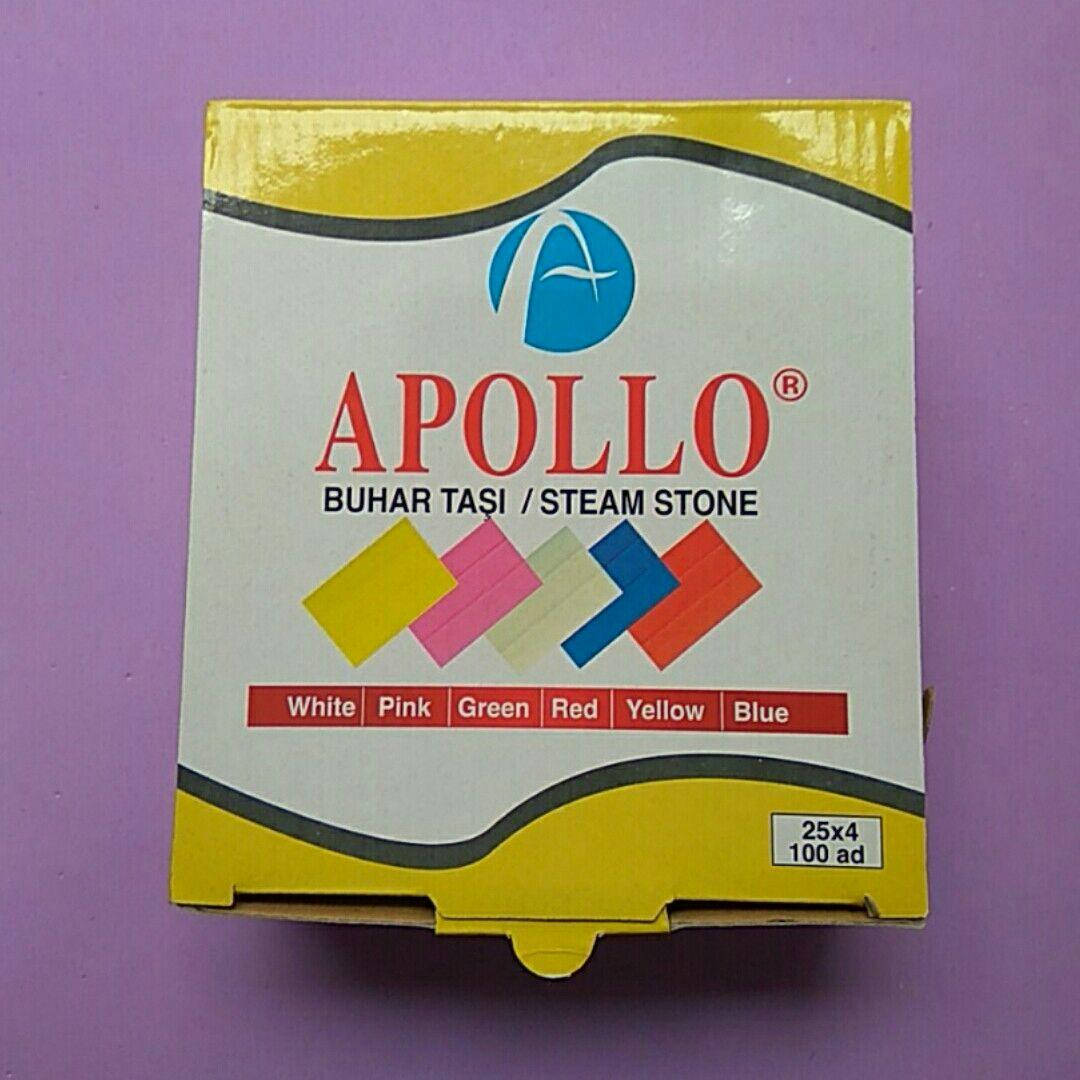 APOLLO®
BUHAR TAŞI / STEAM STONE
White Pink Green Red Yellow Blue
25x4
100 ad